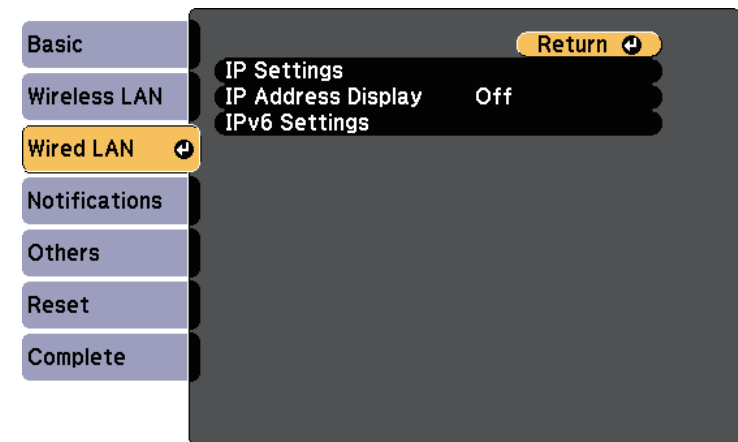 Basic
Wireless LAN
Wired LAN
Notifications
Others
Reset
Complete
Return
IP Settings
IP Address Display Off
IPv6 Settings